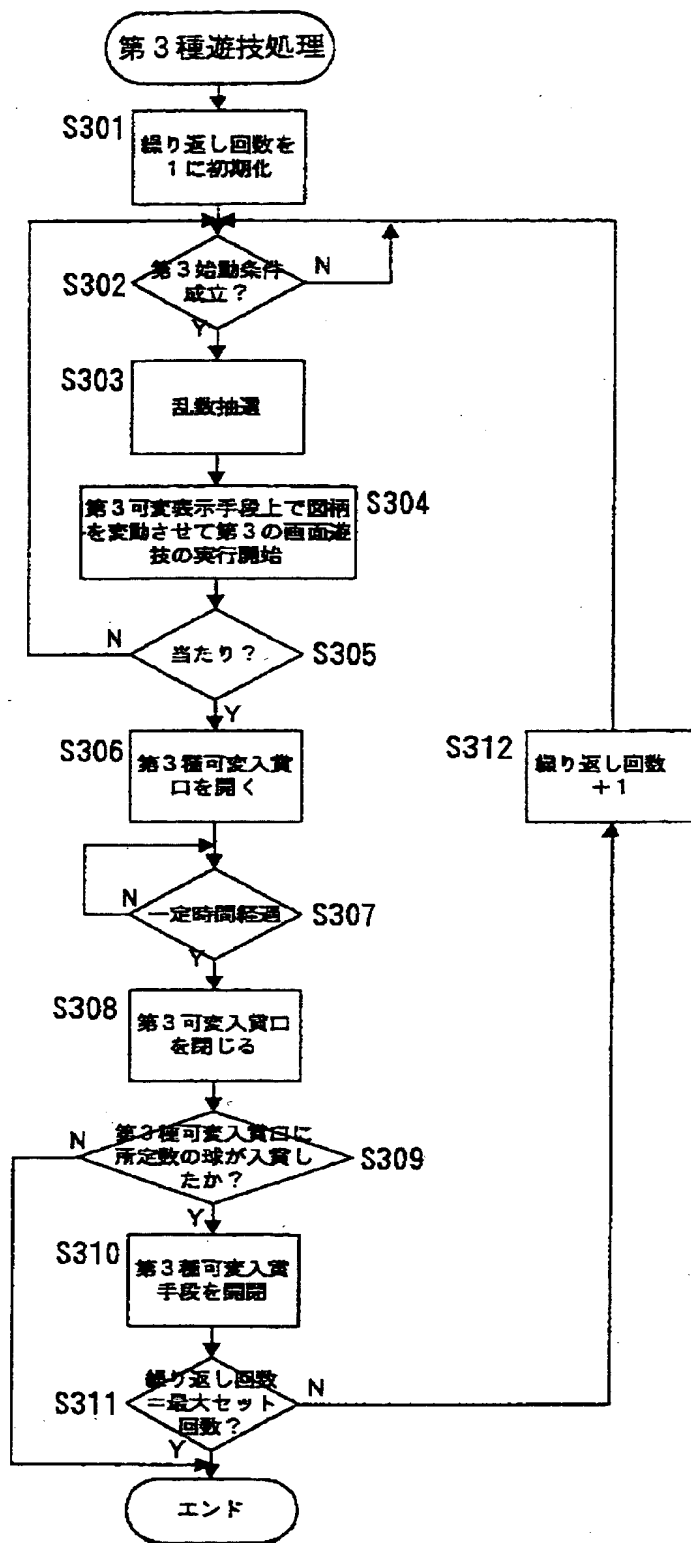 第3種遊技処理
S301
繰り返し回数を
1に初期化
S302
第3始動条件
成立?
N
Y
S303
乱数抽選
S304
第3可変表示手段上で図柄
を変動させて第3の画面遊
技の実行開始
N
当たり?
S305
Y
S306
第3種可変入賞
口を開く
S312
繰り返し回数
+1
N
一定時間経過
S307
Y
S308
第3可変入賞口
を閉じる
N
第3種可変入賞口に
所定数の球が入賞し
たか?
S309
Y
S310
第3種可変入賞
手段を開閉
S311
繰り返し回数
=最大セット
回数?
N
Y
エンド